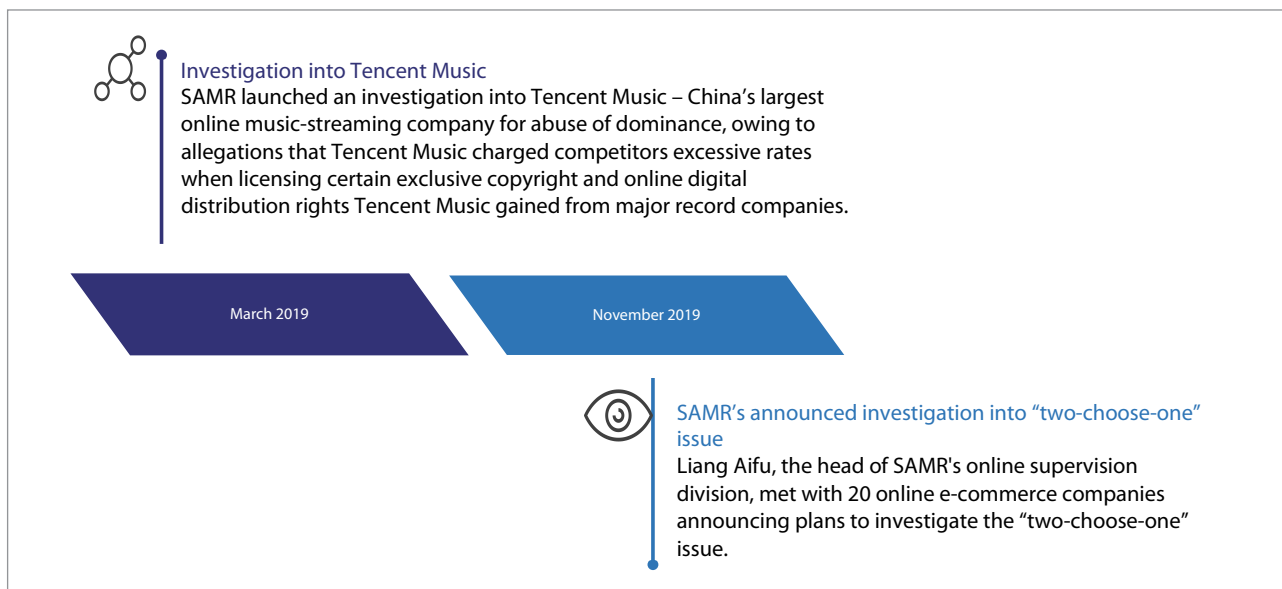 Investigation into Tencent Music
SAMR launched an investigation into Tencent Music – China’s largest
online music-streaming company for abuse of dominance, owing to
allegations that Tencent Music charged competitors excessive rates
when licensing certain exclusive copyright and online digital
distribution rights Tencent Music gained from major record companies.
March 2019
November 2019
SAMR’s announced investigation into “two-choose-one”
issue
Liang Aifu, the head of SAMR's online supervision
division, met with 20 online e-commerce companies
announcing plans to investigate the “two-choose-one”
issue.